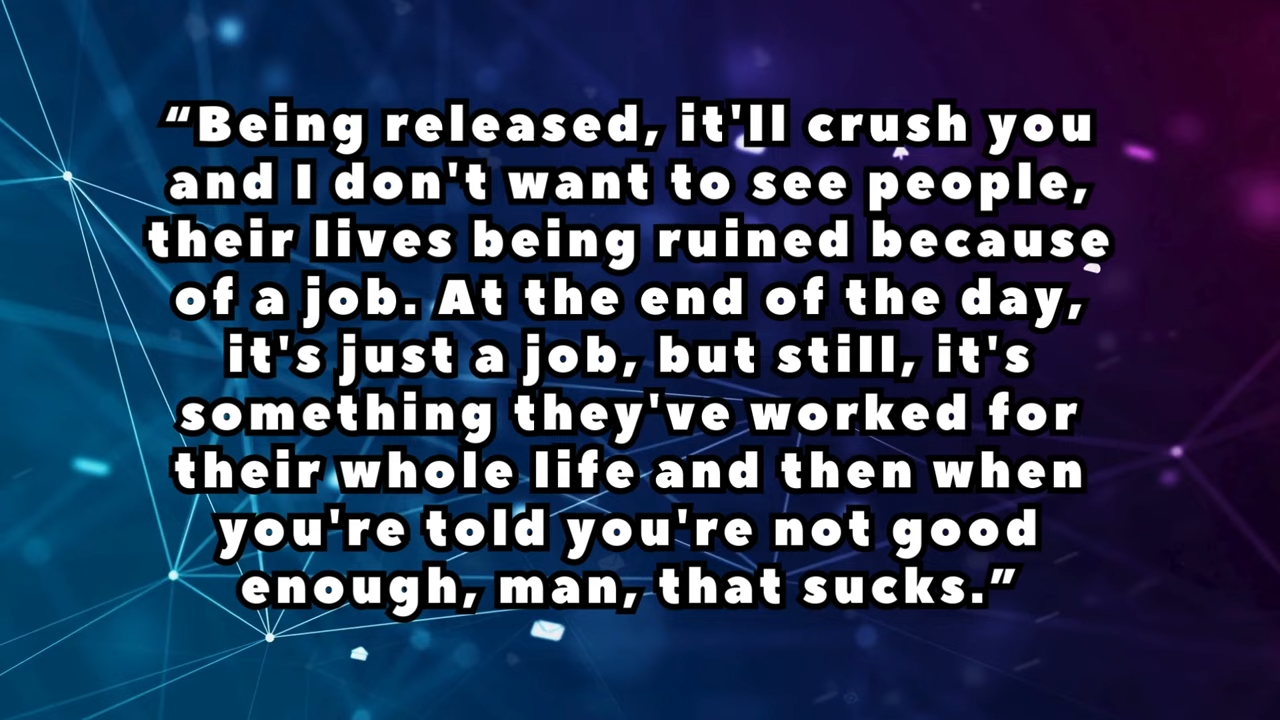 “Being released, it'll crush you
and I don't want to see people,
their lives being ruined because
of a job. At the end of the day,
it's just a job, but still, it's
something they've worked for
their whole life and then when
you're told you're not good
enough, man, that sucks.”